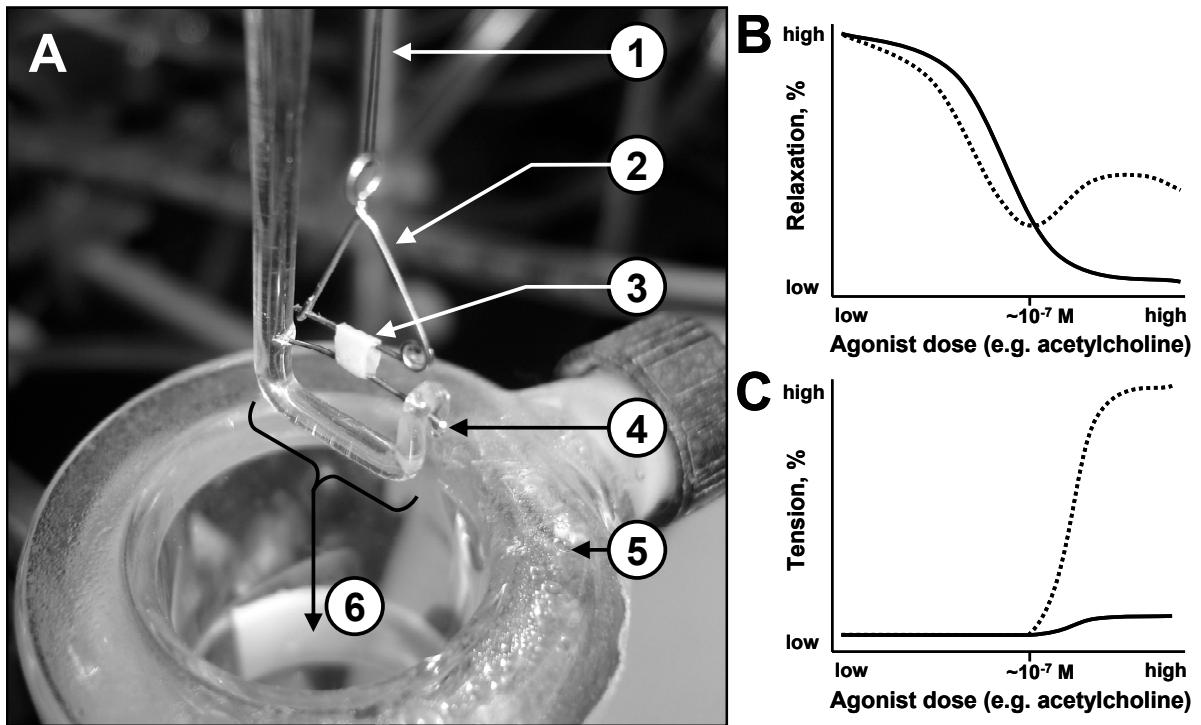 A
1
2
3
4
5
6
B
high
Relaxation, %
low
low
~10⁻⁷ M
high
Agonist dose (e.g. acetylcholine)
C
high
Tension, %
low
low
~10⁻⁷ M
high
Agonist dose (e.g. acetylcholine)